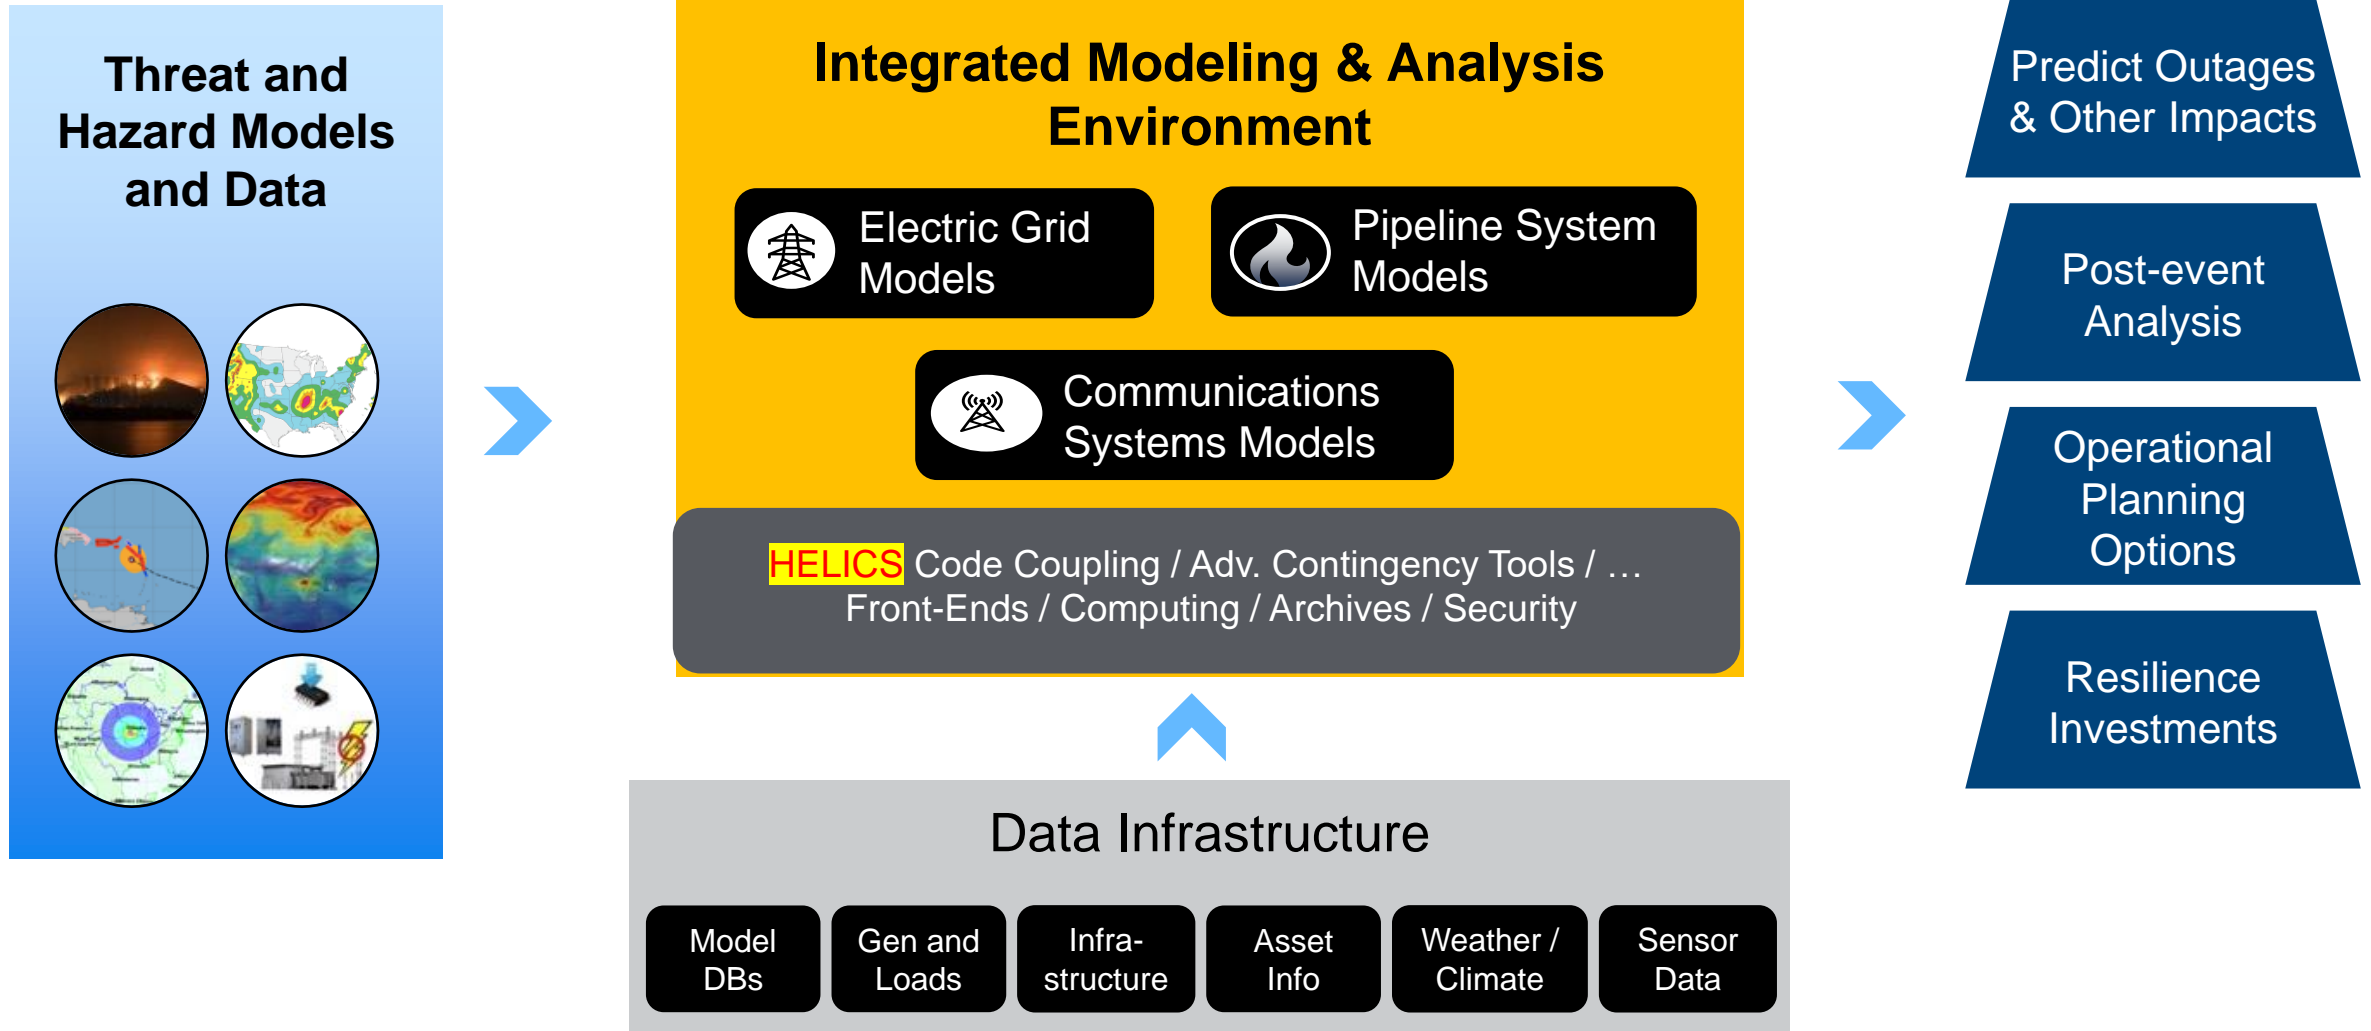 Threat and
Hazard Models
and Data
Integrated Modeling & Analysis
Environment
Electric Grid
Models
Pipeline System
Models
Communications
Systems Models
HELICS Code Coupling / Adv. Contingency Tools / …
Front-Ends / Computing / Archives / Security
Data Infrastructure
Model
DBs
Gen and
Loads
Infra-
structure
Asset
Info
Weather /
Climate
Sensor
Data
Predict Outages
& Other Impacts
Post-event
Analysis
Operational
Planning
Options
Resilience
Investments